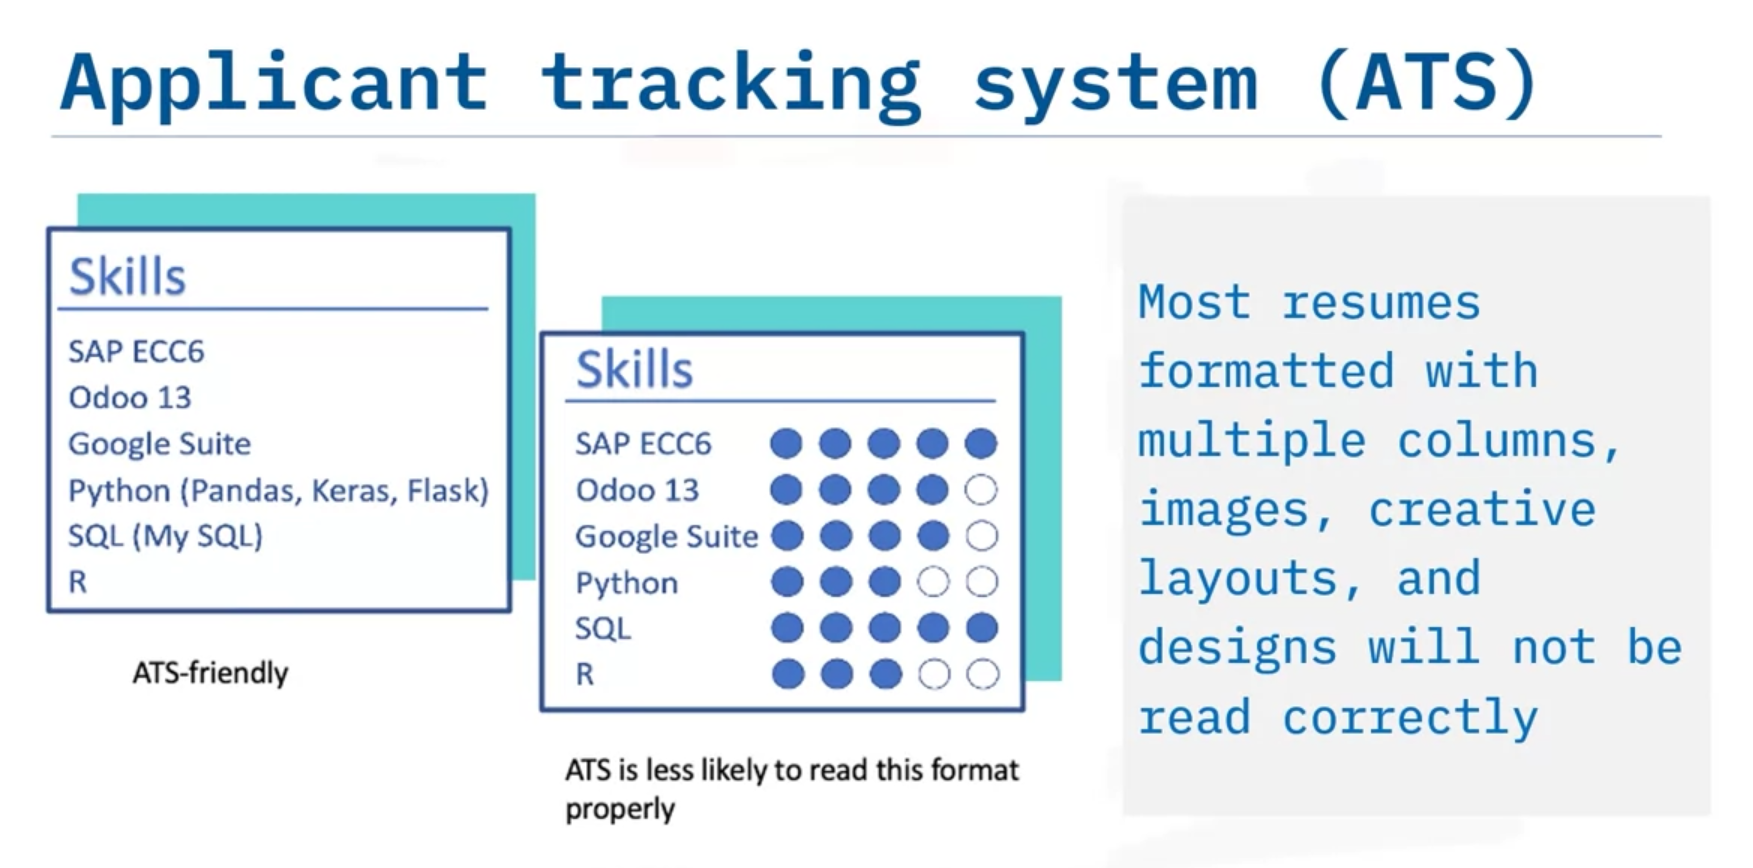 Applicant tracking system (ATS)
Skills
SAP ECC6
Odoo 13
Google Suite
Python (Pandas, Keras, Flask)
SQL (My SQL)
R
ATS-friendly
Skills
SAP ECC6
Odoo 13
Google Suite
Python
SQL
R
ATS is less likely to read this format
properly
Most resumes
formatted with
multiple columns,
images, creative
layouts, and
designs will not be
read correctly